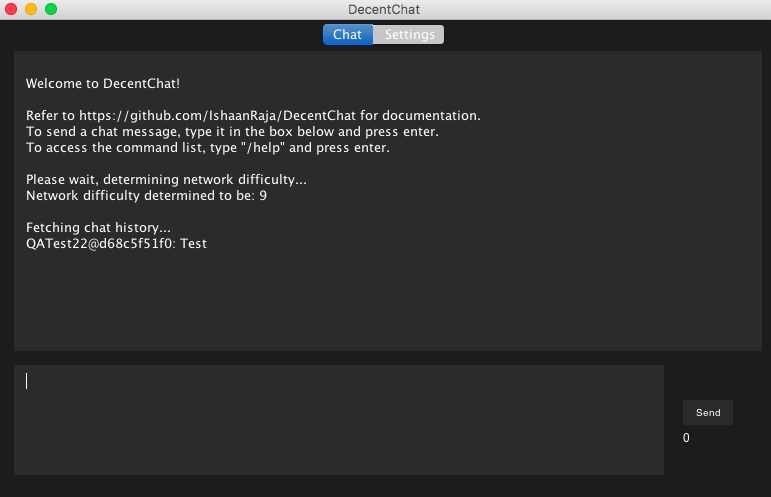 DecentChat
Chat Settings
Welcome to DecentChat!
Refer to https://github.com/IshaanRaja/DecentChat for documentation.
To send a chat message, type it in the box below and press enter.
To access the command list, type "/help" and press enter.
Please wait, determining network difficulty...
Network difficulty determined to be: 9
Fetching chat history...
QATest22@d68c5f51f0: Test
Send
0